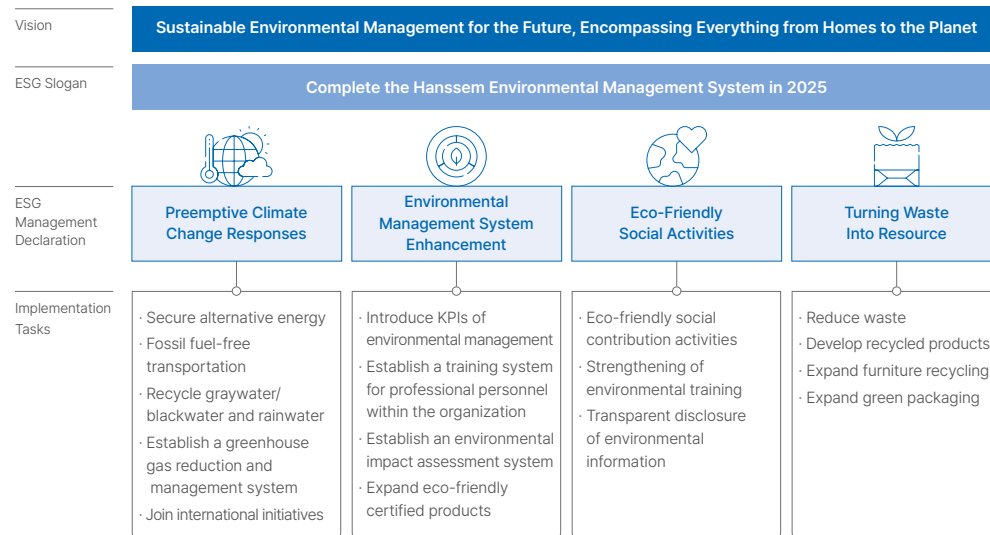 Vision
Sustainable Environmental Management for the Future, Encompassing Everything from Homes to the Planet
ESG Slogan
Complete the Hanssem Environmental Management System in 2025
ESG
Management
Declaration
Preemptive Climate
Change Responses
Environmental
Management System
Enhancement
Eco-Friendly
Social Activities
Turning Waste
Into Resource
Implementation
Tasks
· Secure alternative energy
· Fossil fuel-free
transportation
· Recycle graywater/
blackwater and rainwater
· Establish a greenhouse
gas reduction and
management system
· Join international initiatives
· Introduce KPIs of
environmental management
· Establish a training system
for professional personnel
within the organization
· Establish an environmental
impact assessment system
· Expand eco-friendly
certified products
· Eco-friendly social
contribution activities
· Strengthening of
environmental training
· Transparent disclosure
of environmental
information
· Reduce waste
· Develop recycled products
· Expand furniture recycling
· Expand green packaging